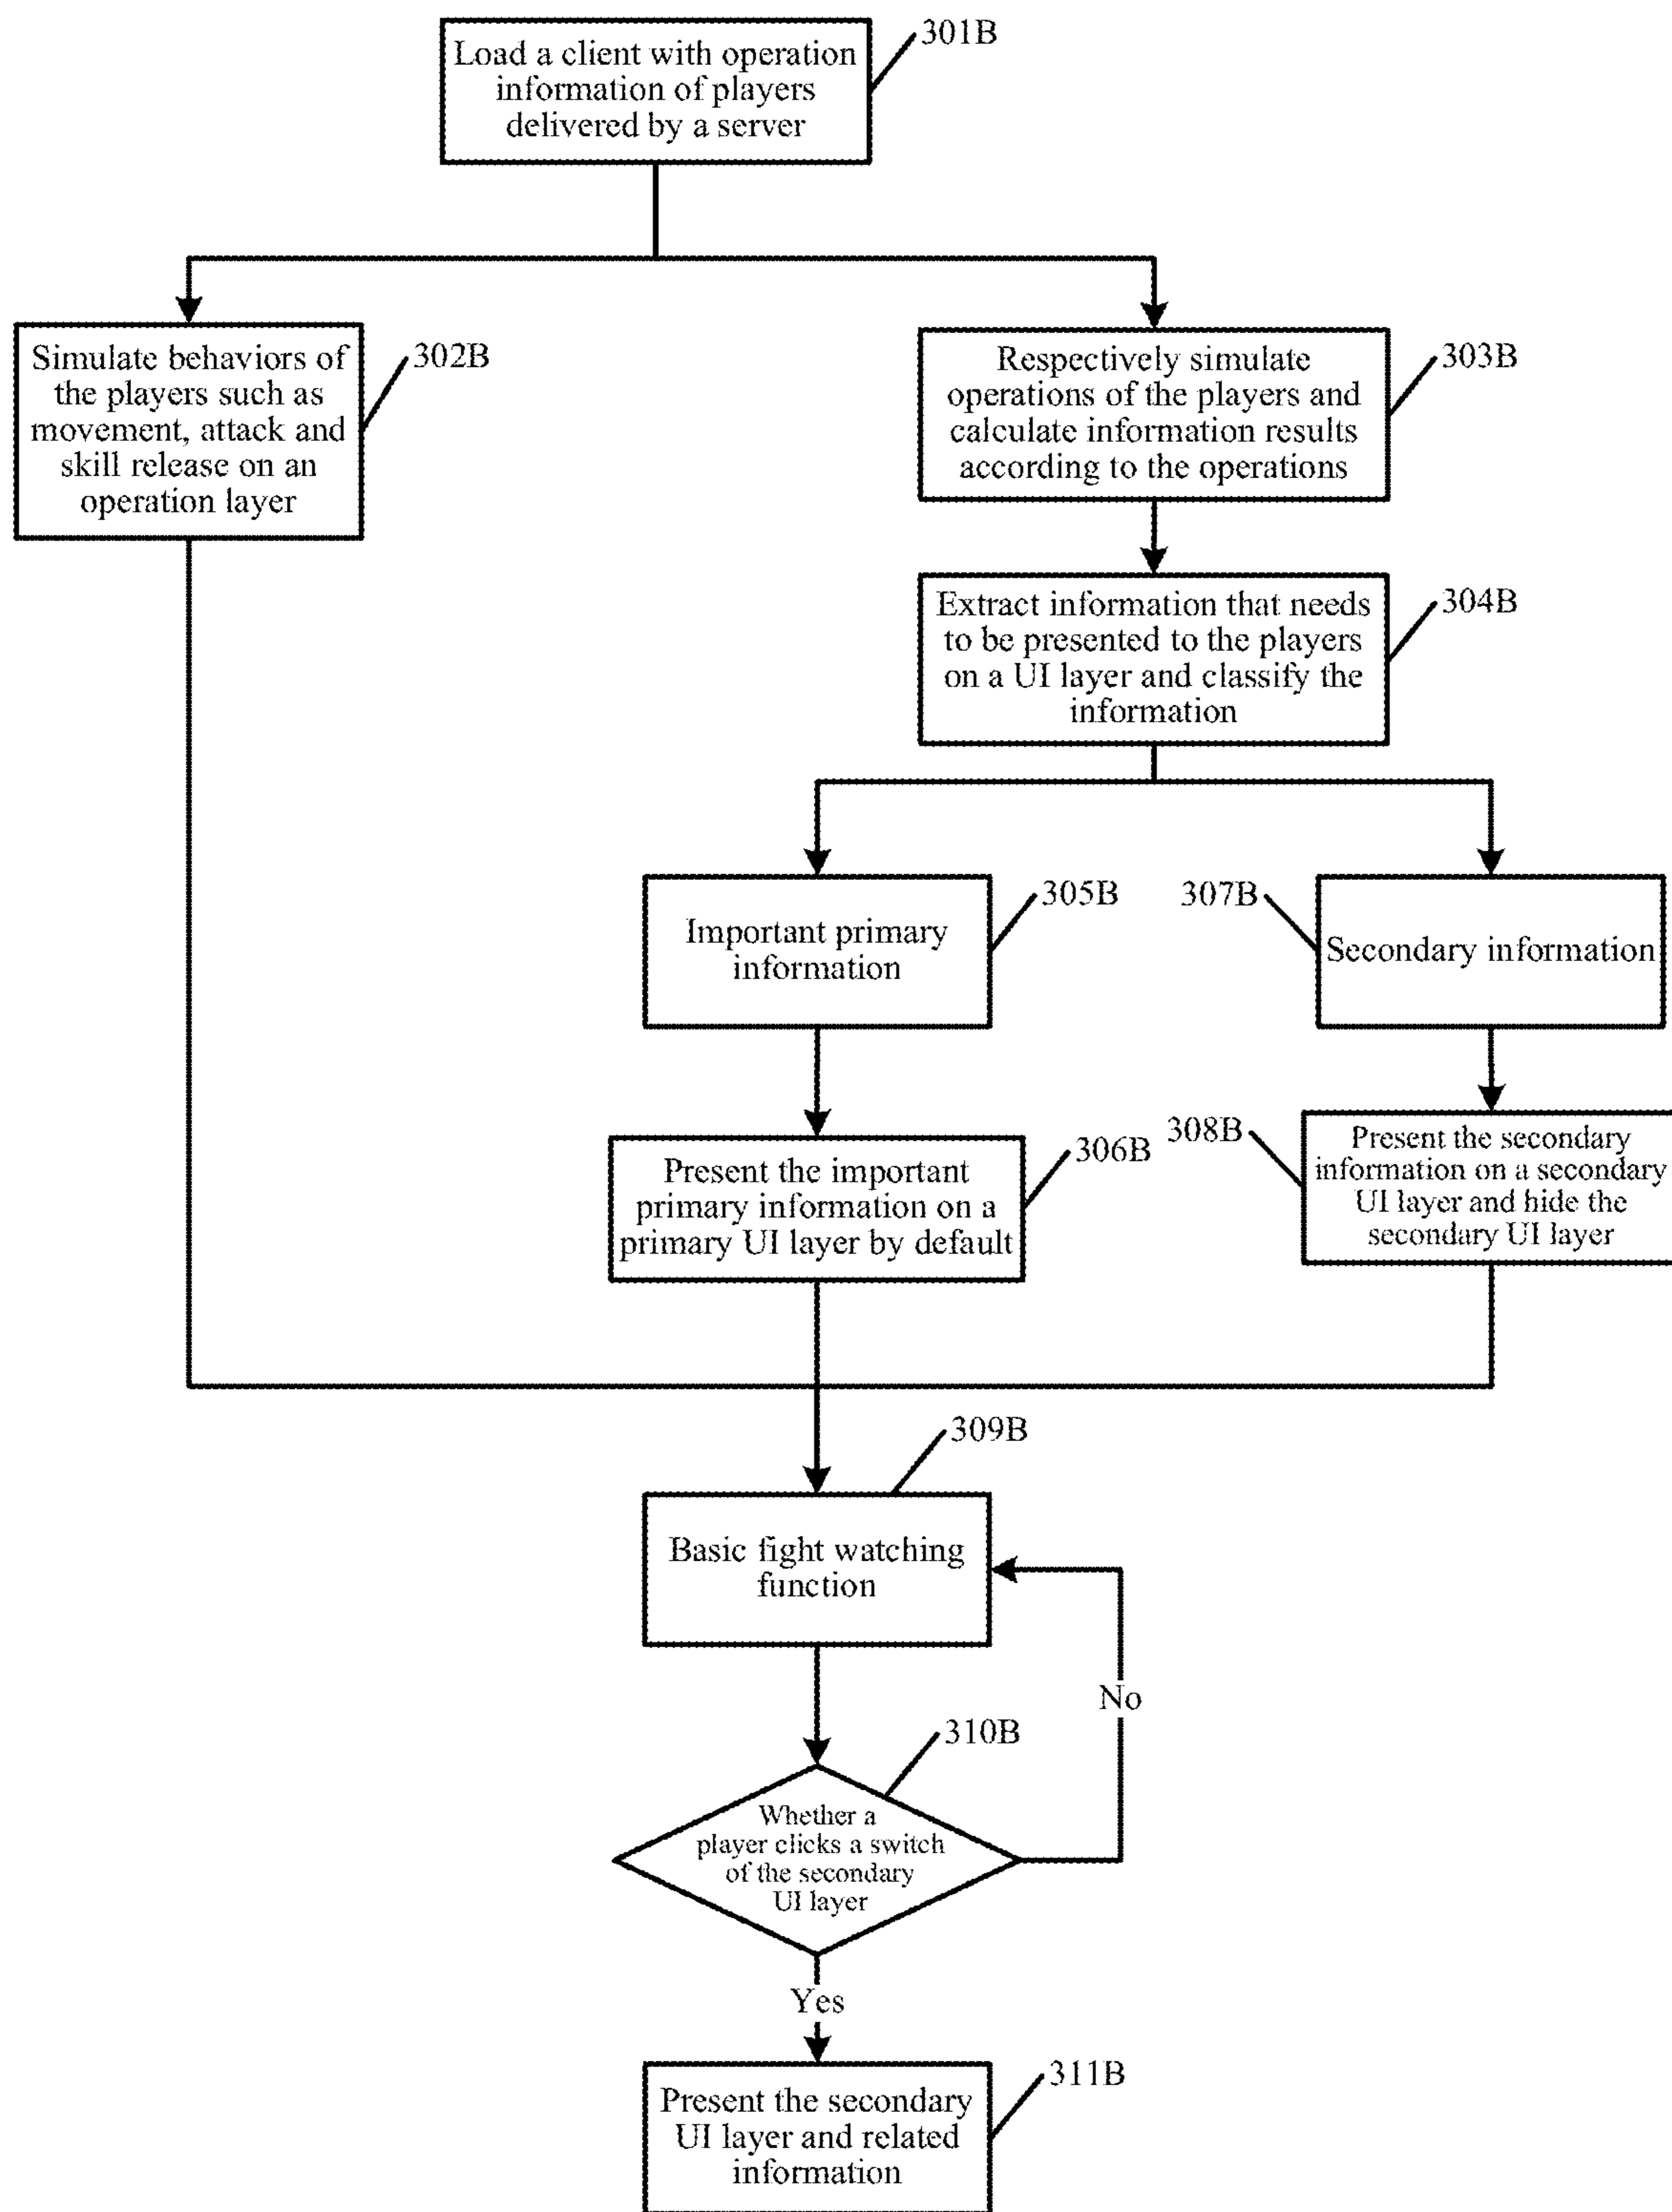 Load a client with operation
information of players
delivered by a server
301B
Simulate behaviors of
the players such as
movement, attack and
skill release on an
operation layer
302B
Respectively simulate
operations of the players and
calculate information results
according to the operations
303B
Extract information that needs
to be presented to the players
on a UI layer and classify the
information
304B
Important primary
information
305B
307B
Secondary information
Present the important
primary information on a
primary UI layer by default
306B
308B
Present the secondary
information on a secondary
UI layer and hide the
secondary UI layer
309B
Basic fight watching
function
No
310B
Whether a
player clicks a switch
of the secondary
UI layer
Yes
311B
Present the secondary
UI layer and related
information